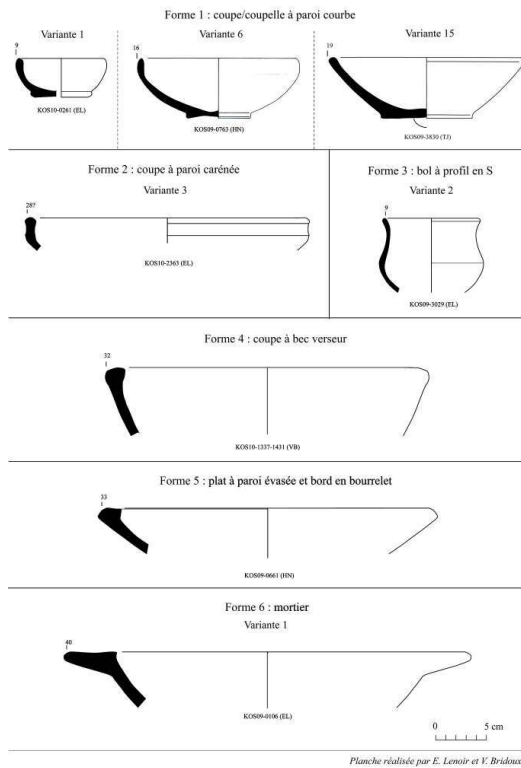 Forme 1 : coupe/coupelle à paroi courbe
Variante 1
Variante 6
Variante 15
9
16
19
KOS10-0261 (EL)
KOS09-0763 (HN)
KOS09-3830 (TJ)
Forme 2 : coupe à paroi carénée
Variante 3
28?
KOS10-2363 (EL)
Forme 3 : bol à profil en S
Variante 2
9
KOS09-3029 (EL)
Forme 4 : coupe à bec verseur
32
KOS10-1337-1431 (VB)
Forme 5 : plat à paroi évasée et bord en bourrelet
33
KOS09-0661 (HN)
Forme 6 : mortier
Variante 1
40
KOS09-0106 (EL)
0 5 cm
Planche réalisée par E. Lenoir et V. Bridoux